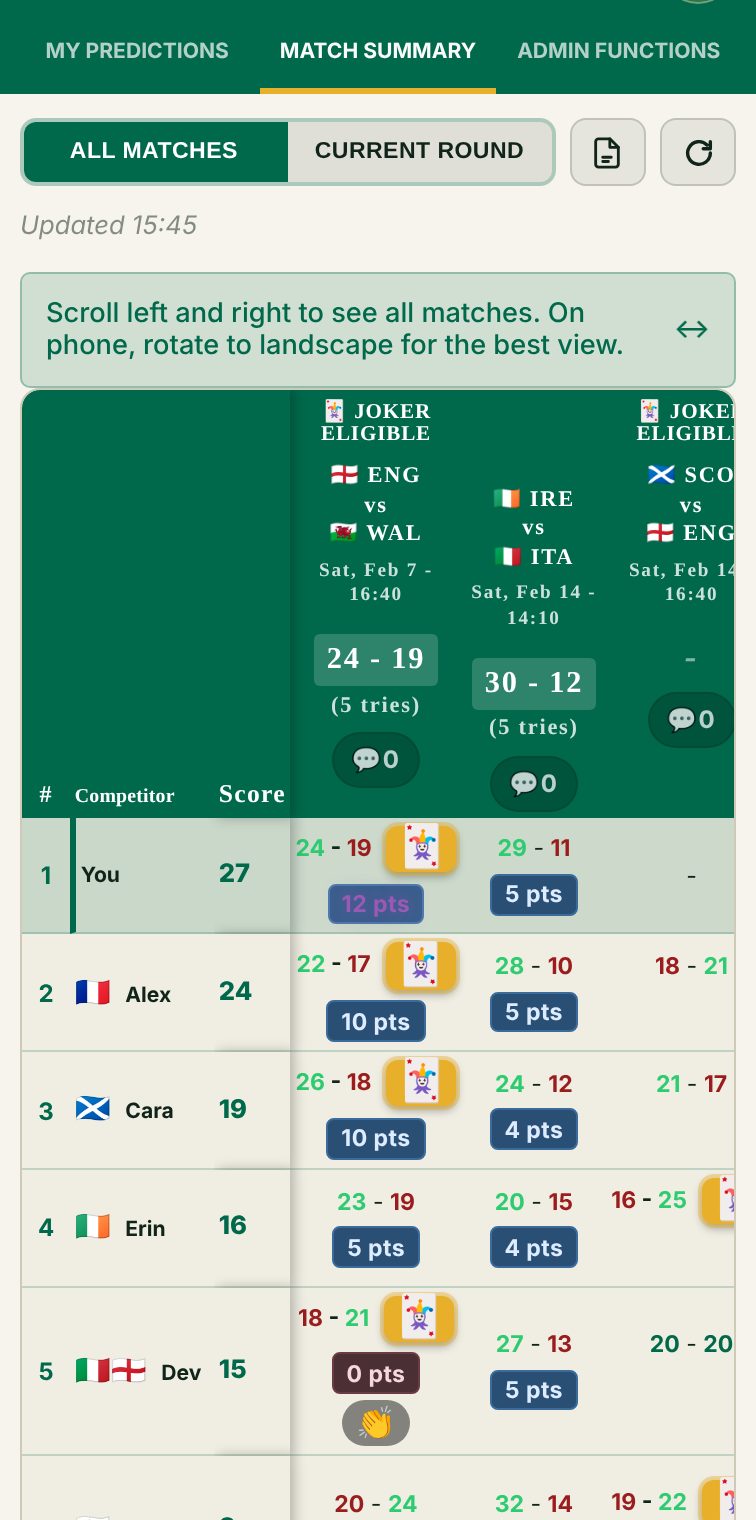 MY PREDICTIONS MATCH SUMMARY ADMIN FUNCTIONS
ALL MATCHES CURRENT ROUND
Updated 15:45
Scroll left and right to see all matches. On
phone, rotate to landscape for the best view.
# Competitor Score
JOKER
ELIGIBLE
ENG
vs
WAL
Sat, Feb 7 -
16:40
24 - 19
(5 tries)
0
IRE
vs
ITA
Sat, Feb 14 -
14:10
30 - 12
(5 tries)
0
SCO
vs
ENG
16:40
-
0
1 You 27 24 - 19 29 - 11 -
12 pts 5 pts
2 Alex 24 22 - 17 28 - 10 18 - 21
10 pts 5 pts
3 Cara 19 26 - 18 24 - 12 21 - 17
10 pts 4 pts
4 Erin 16 23 - 19 20 - 15 16 - 25
5 pts 4 pts
5 Dev 15 18 - 21 27 - 13 20 - 20
0 pts 5 pts
20 - 24 32 - 14 19 - 22